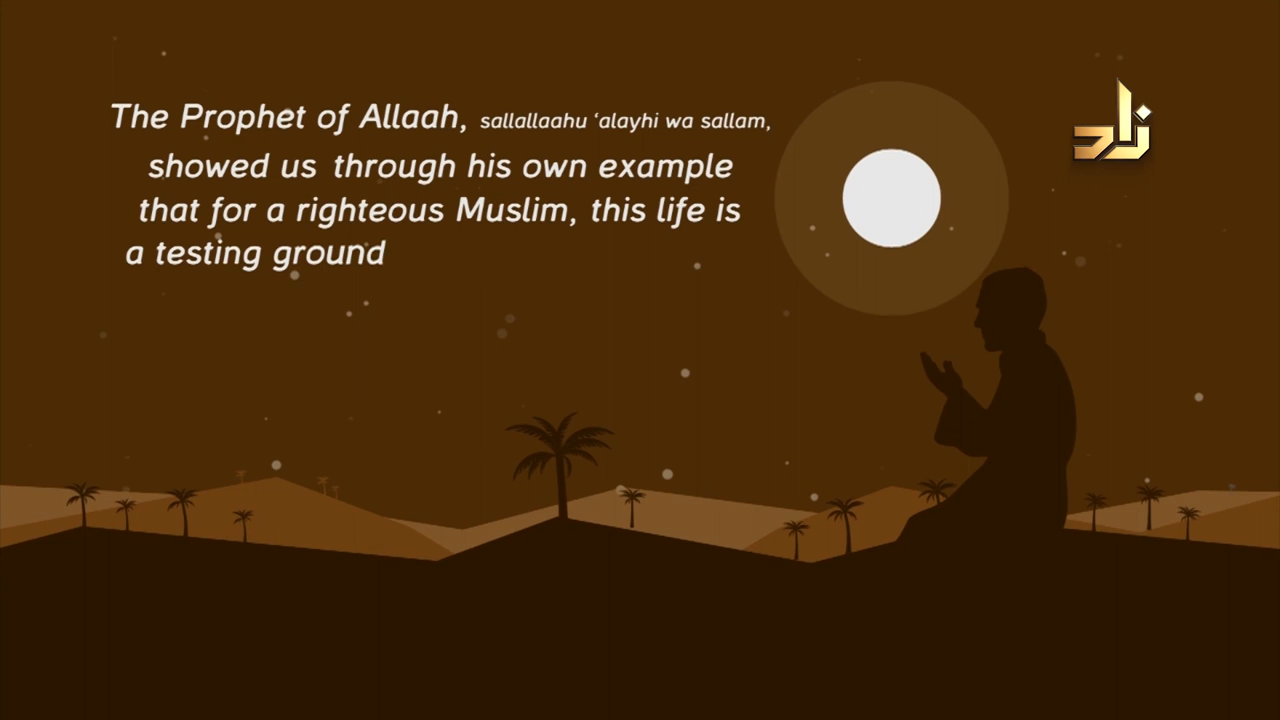 The Prophet of Allaah, sallallaahu ‘alayhi wa sallam,
showed us through his own example
that for a righteous Muslim, this life is
a testing ground
زاد